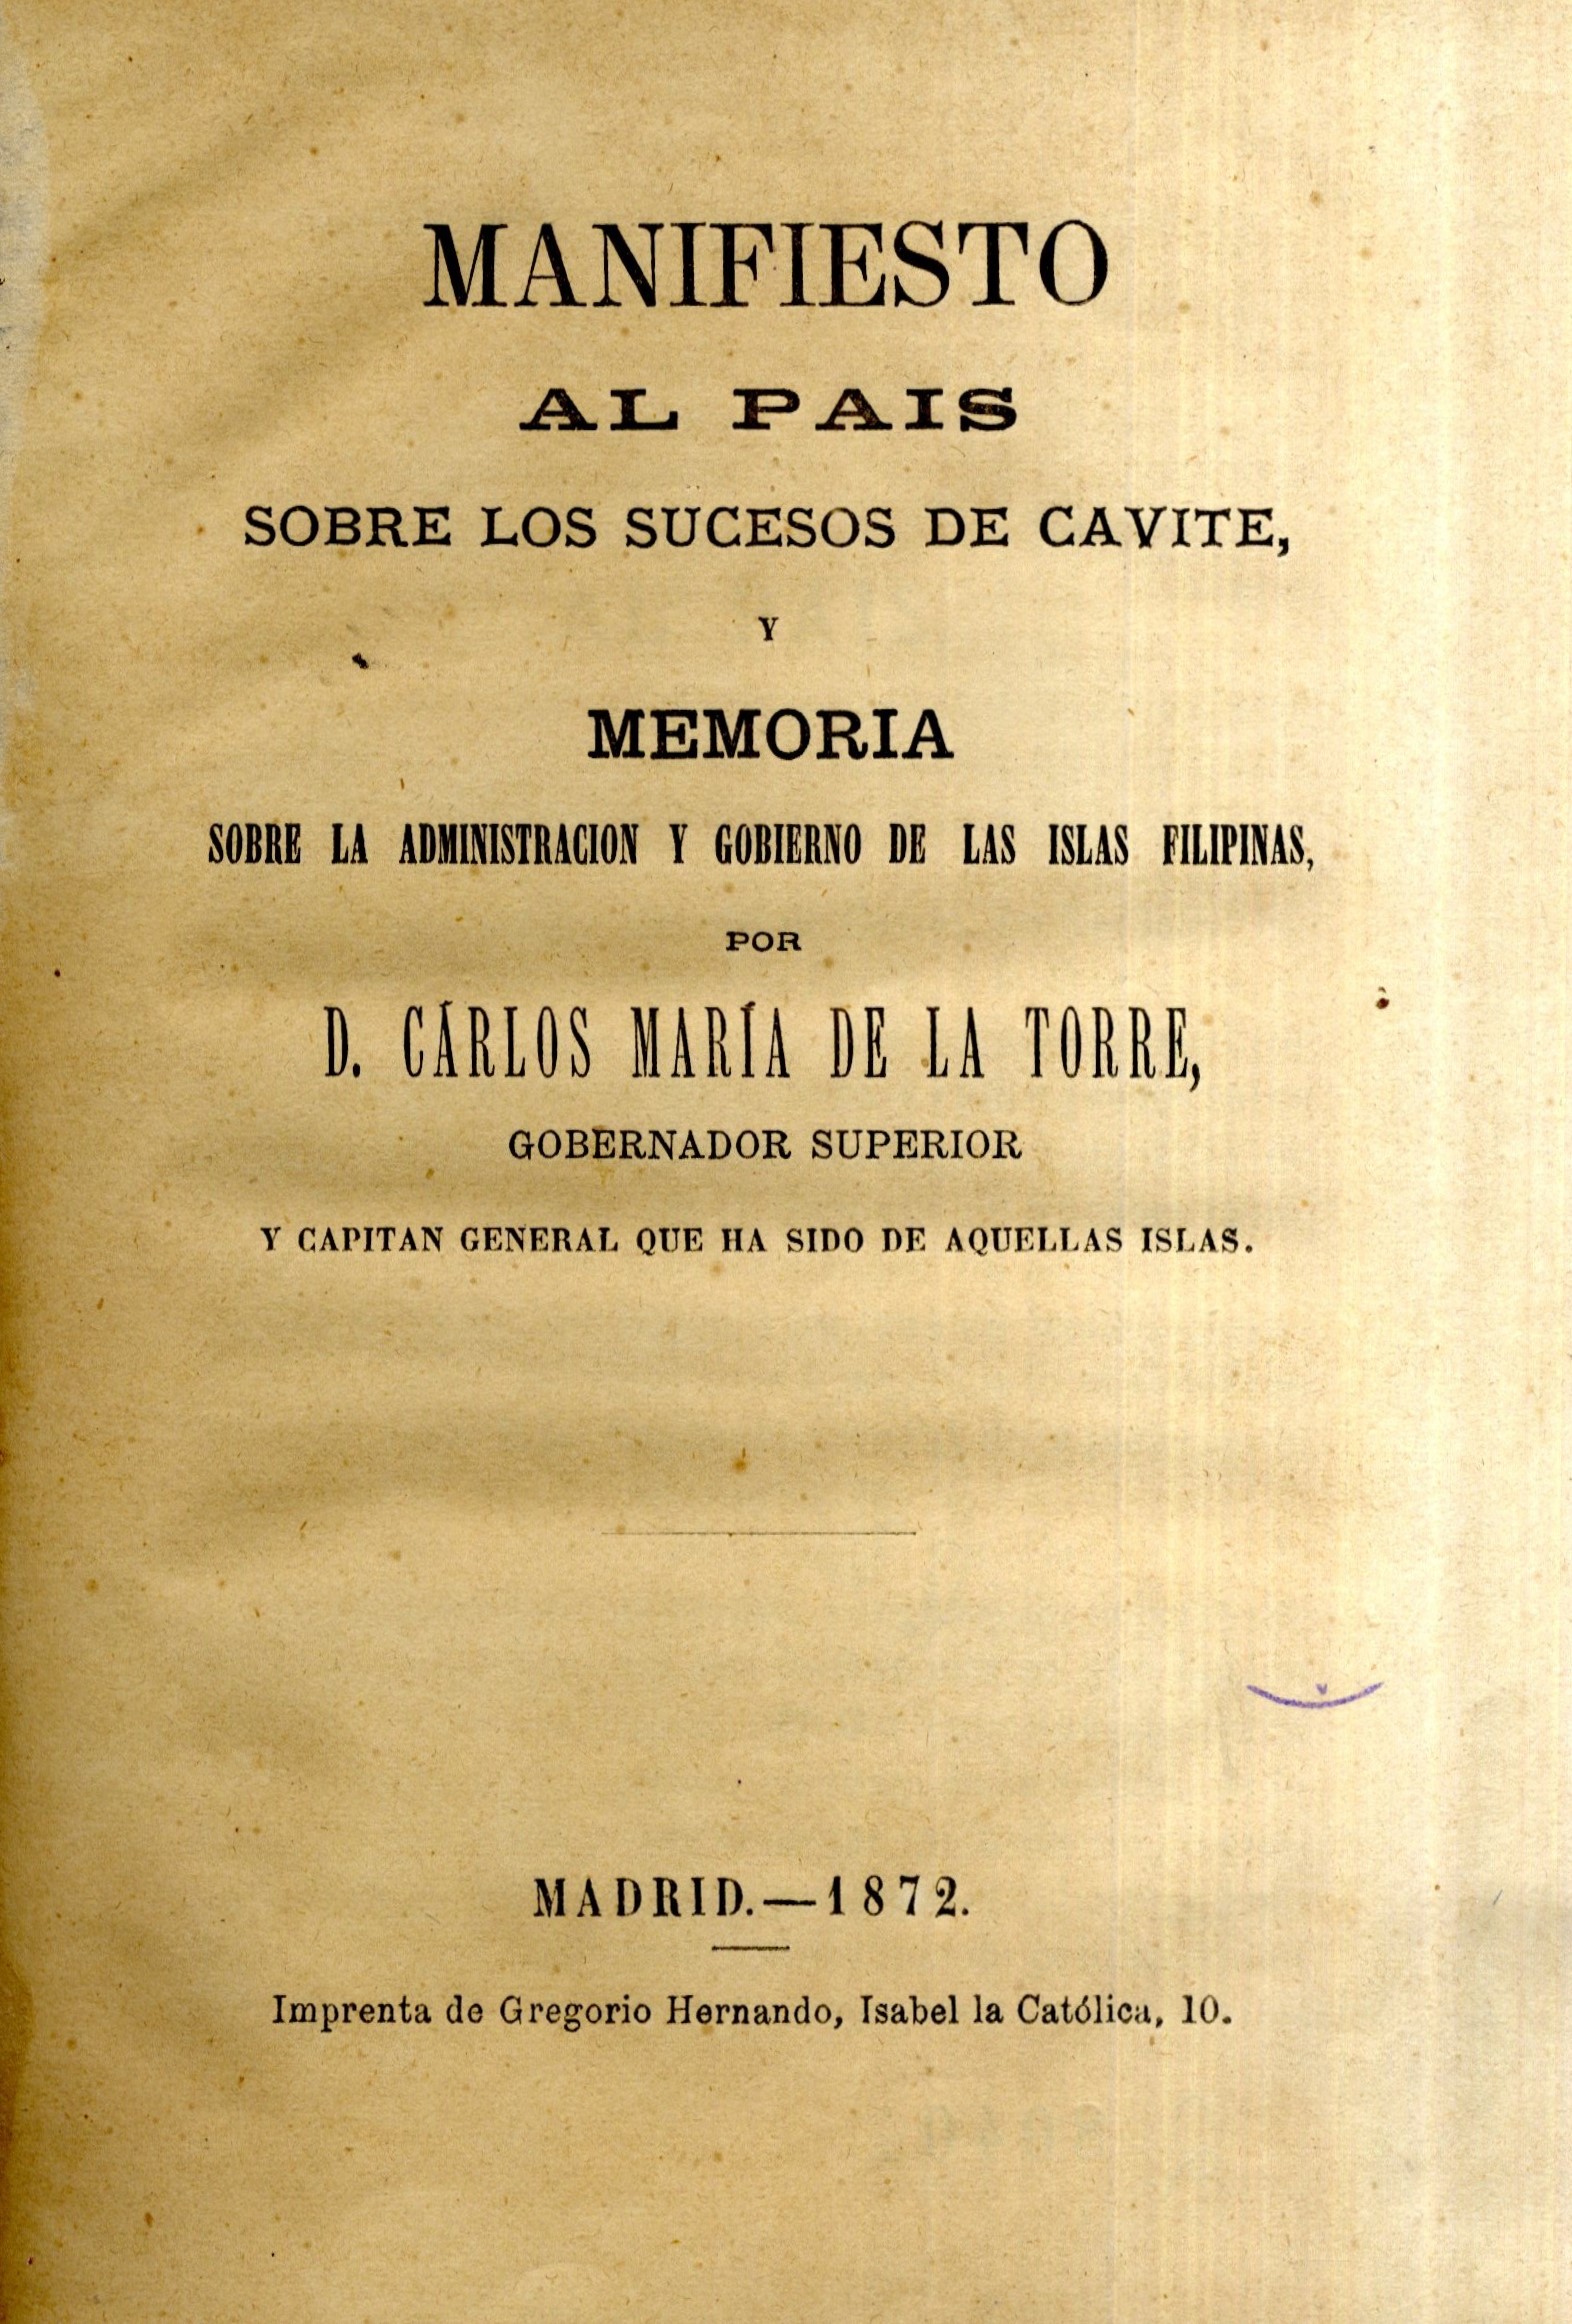 MANIFIESTO
AL PAIS
SOBRE LOS SUCESOS DE CAVITE,
Y
MEMORIA
SOBRE LA ADMINISTRACION Y GOBIERNO DE LAS ISLAS FILIPINAS,
POR
D. CÁRLOS MARÍA DE LA TORRE,
GOBERNADOR SUPERIOR
Y CAPITAN GENERAL QUE HA SIDO DE AQUELLAS ISLAS.
MADRID.—1872.
Imprenta de Gregorio Hernando, Isabel la Católica, 10.